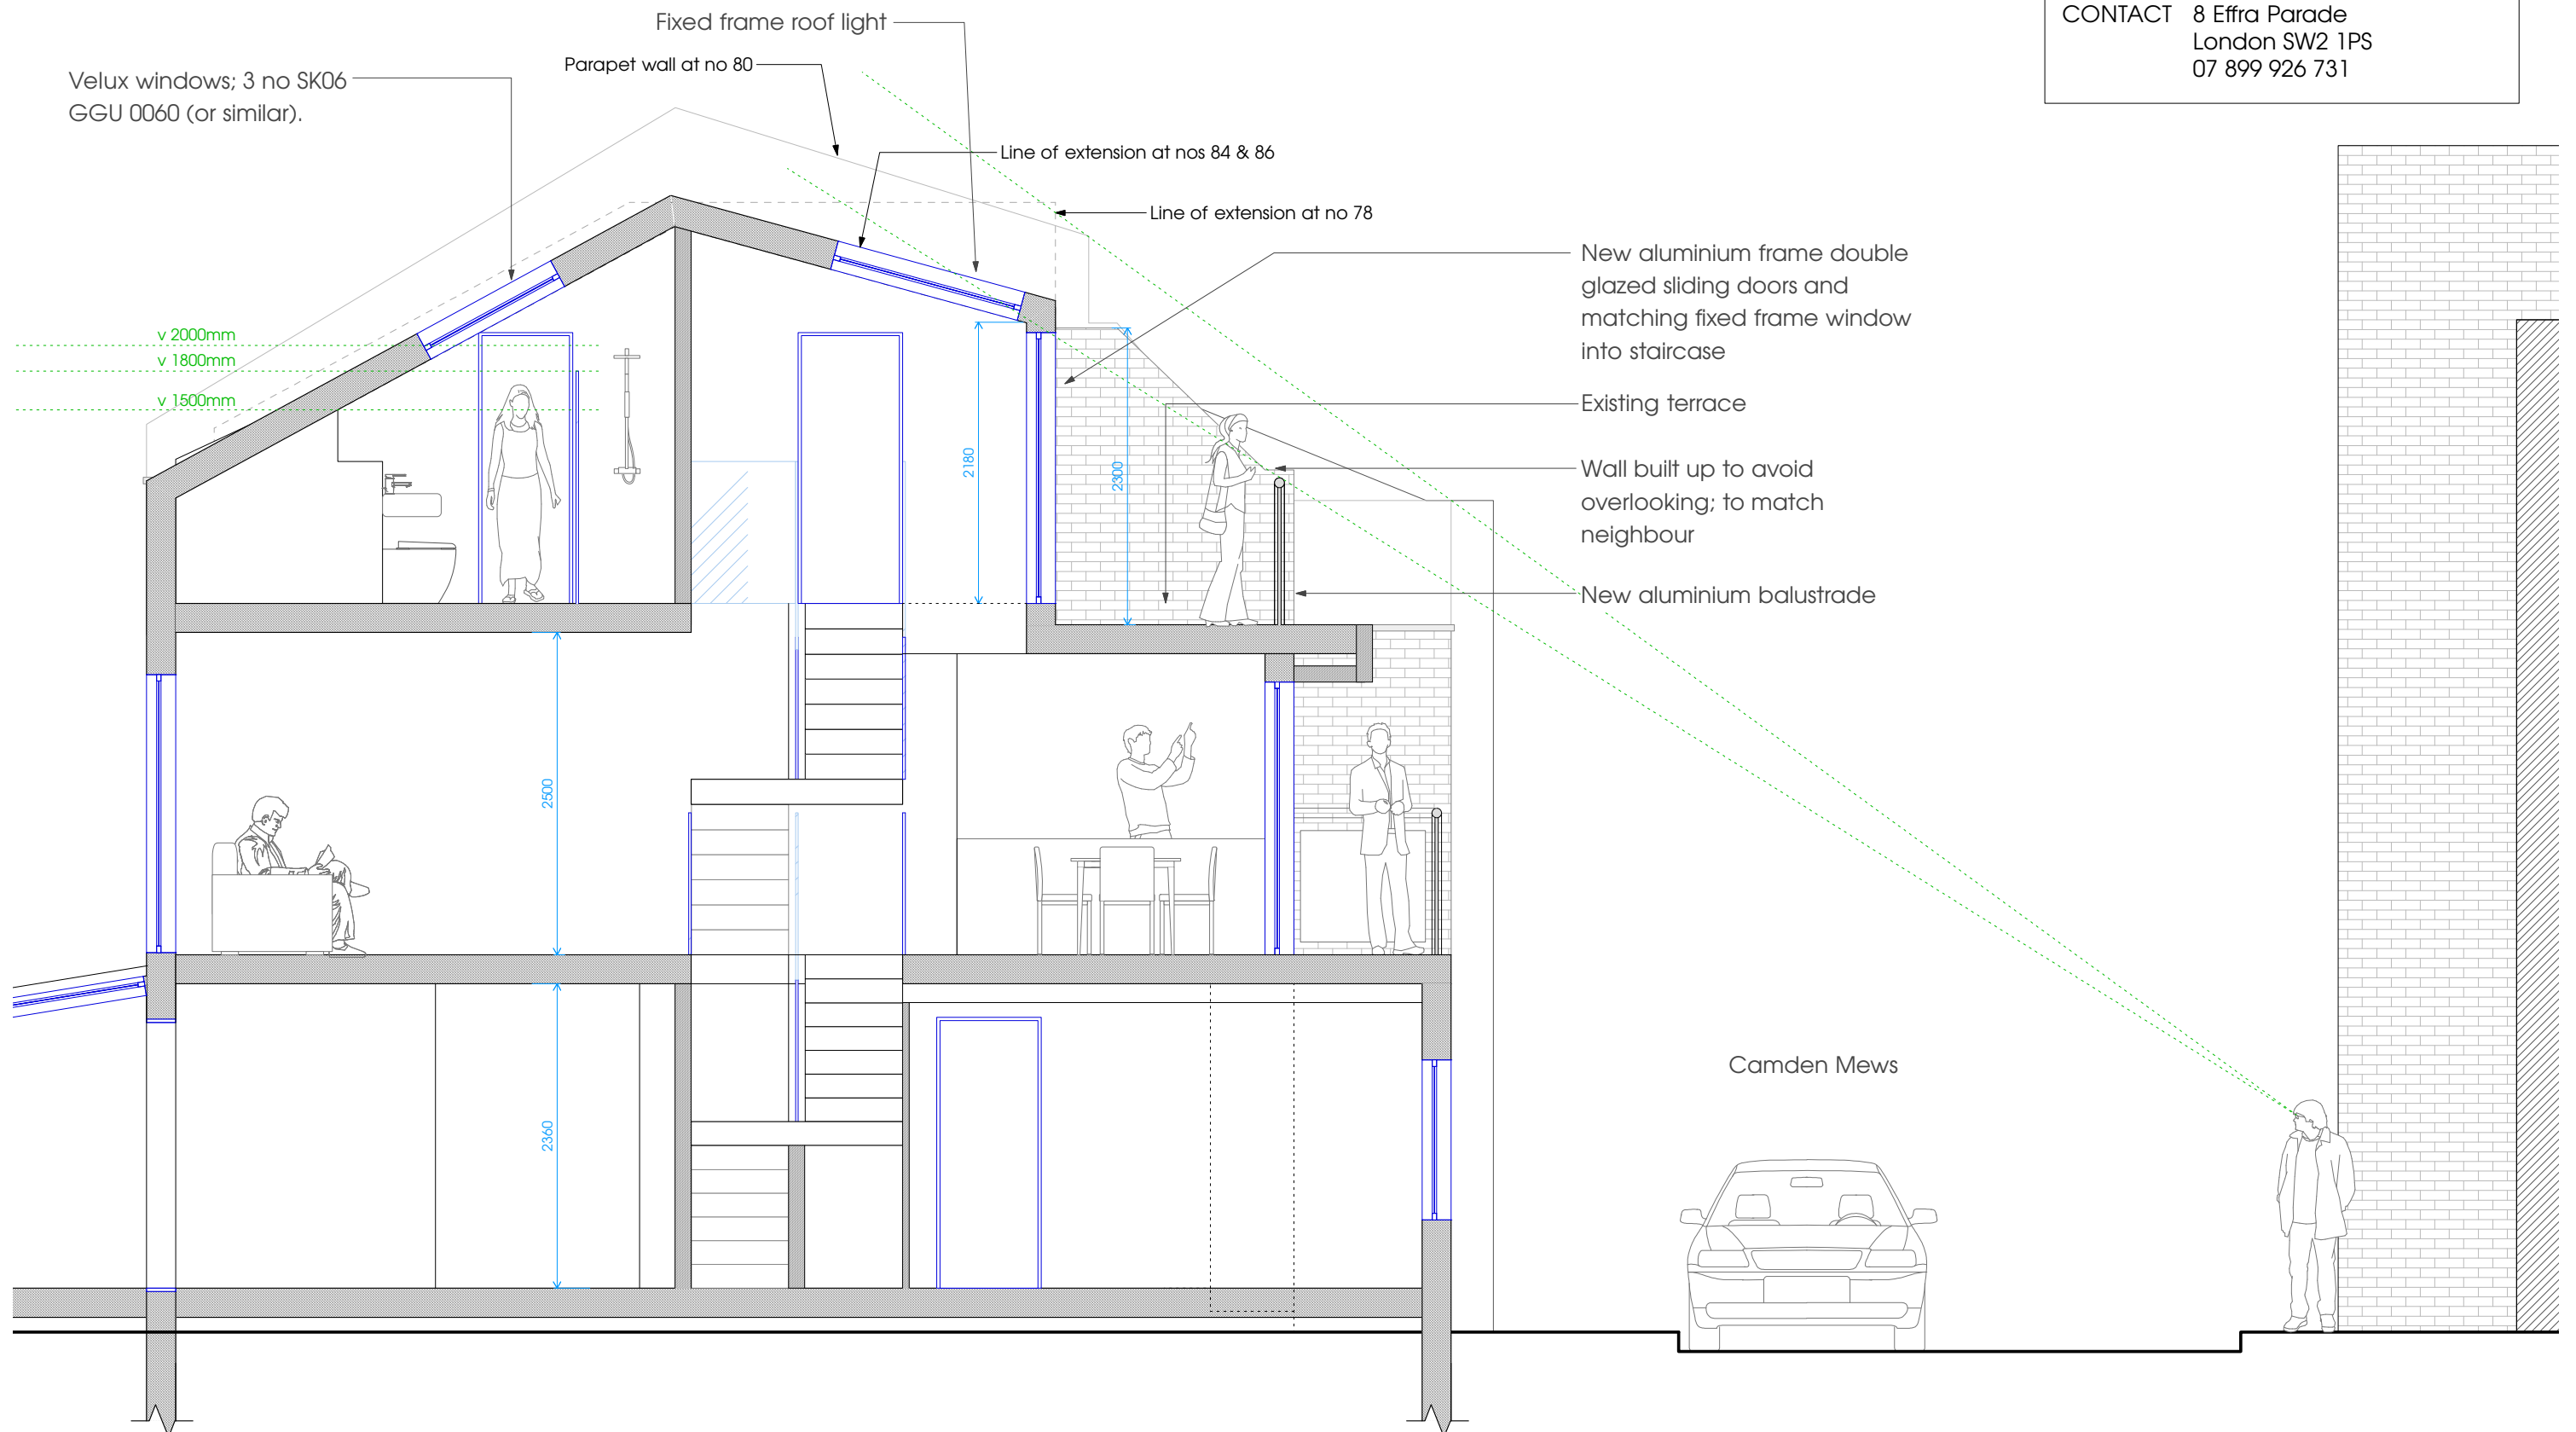 CONTACT 8 Effra Parade
London SW2 1PS
07 899 926 731
Fixed frame roof light
Parapet wall at no 80
Velux windows; 3 no SK06
GGU 0060 (or similar).
Line of extension at nos 84 & 86
Line of extension at no 78
New aluminium frame double
glazed sliding doors and
matching fixed frame window
into staircase
v 2000mm
v 1800mm
v 1500mm
Existing terrace
2180
2300
Wall built up to avoid
overlooking; to match
neighbour
New aluminium balustrade
2500
Camden Mews
2360